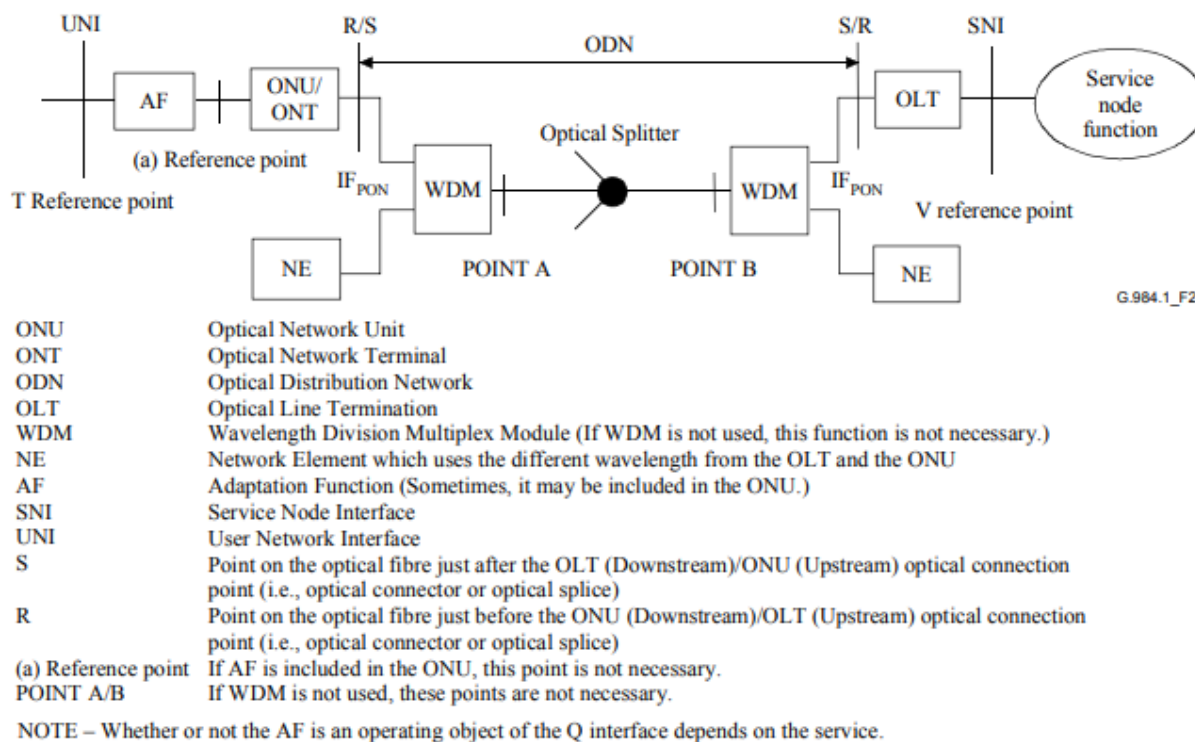 UNI
R/S
ODN
S/R
SNI
AF
ONU/
ONT
OLT
Service
node
function
(a) Reference point
Optical Splitter
T Reference point
IF_PON
WDM
WDM
IF_PON
V reference point
NE
POINT A
POINT B
NE
G.984.1_F2
ONU Optical Network Unit
ONT Optical Network Terminal
ODN Optical Distribution Network
OLT Optical Line Termination
WDM Wavelength Division Multiplex Module (If WDM is not used, this function is not necessary.)
NE Network Element which uses the different wavelength from the OLT and the ONU
AF Adaptation Function (Sometimes, it may be included in the ONU.)
SNI Service Node Interface
UNI User Network Interface
S Point on the optical fibre just after the OLT (Downstream)/ONU (Upstream) optical connection
point (i.e., optical connector or optical splice)
R Point on the optical fibre just before the ONU (Downstream)/OLT (Upstream) optical connection
point (i.e., optical connector or optical splice)
(a) Reference point If AF is included in the ONU, this point is not necessary.
POINT A/B If WDM is not used, these points are not necessary.
NOTE – Whether or not the AF is an operating object of the Q interface depends on the service.